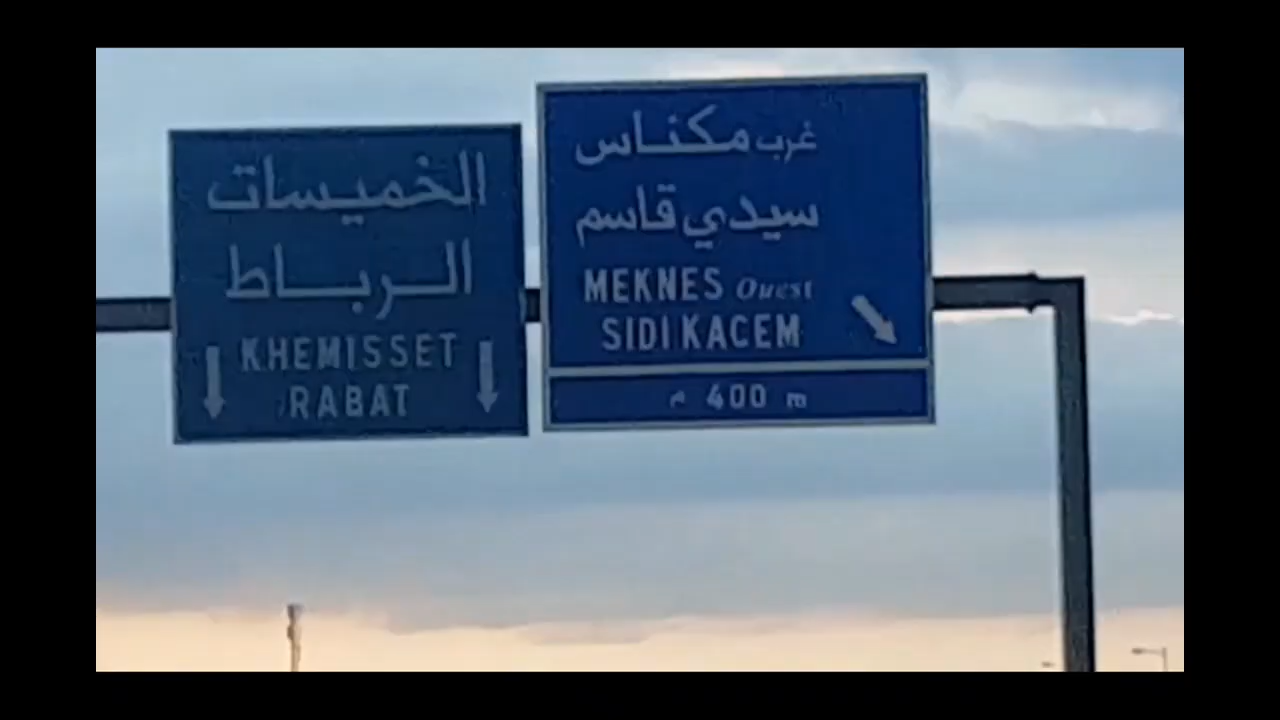 الخميسات
الرباط
KHEMISSET
RABAT
مكناس غرب
سيدي قاسم
MEKNES Ouest
SIDI KACEM
م 400 m